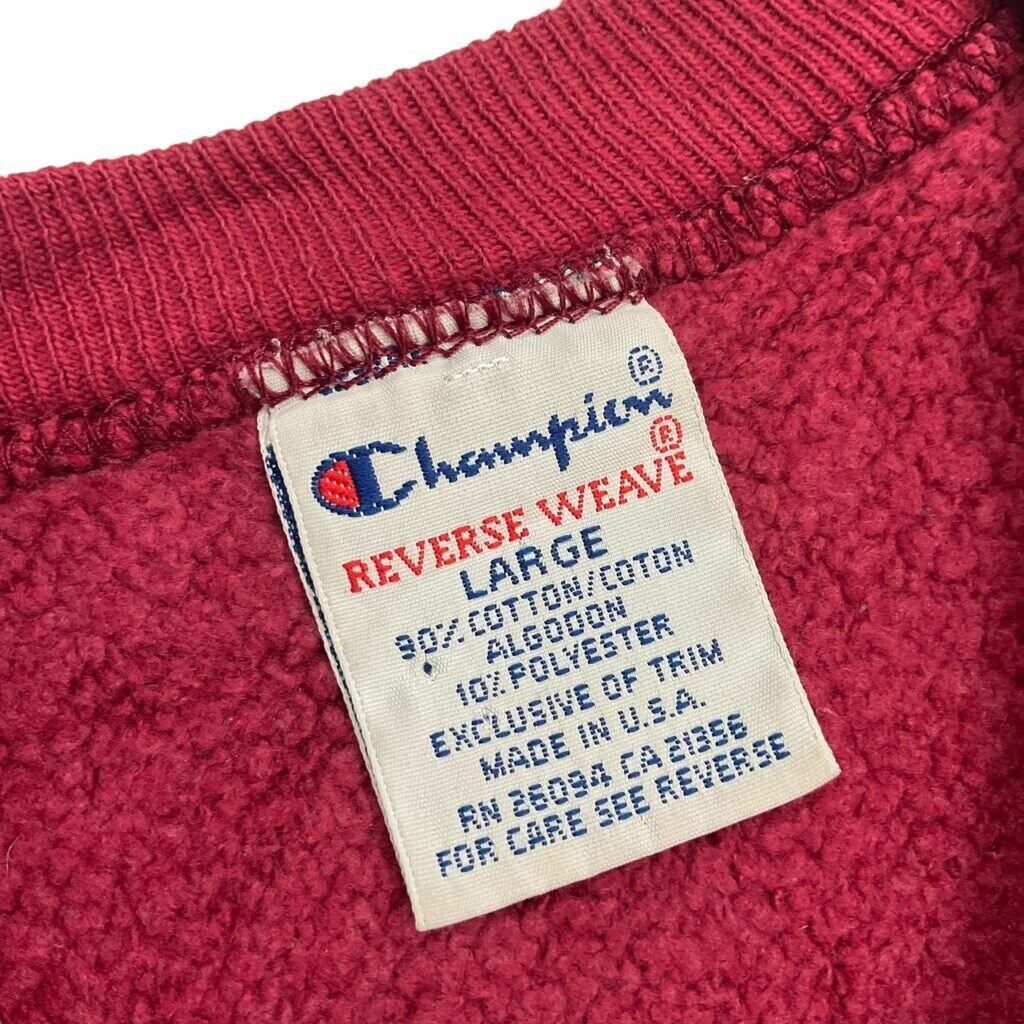 Champion®
REVERSE WEAVE®
LARGE
90% COTTON/COTON
ALGODON
10% POLYESTER
EXCLUSIVE OF TRIM
MADE IN U.S.A.
RN 26094 CA 21356
FOR CARE SEE REVERSE